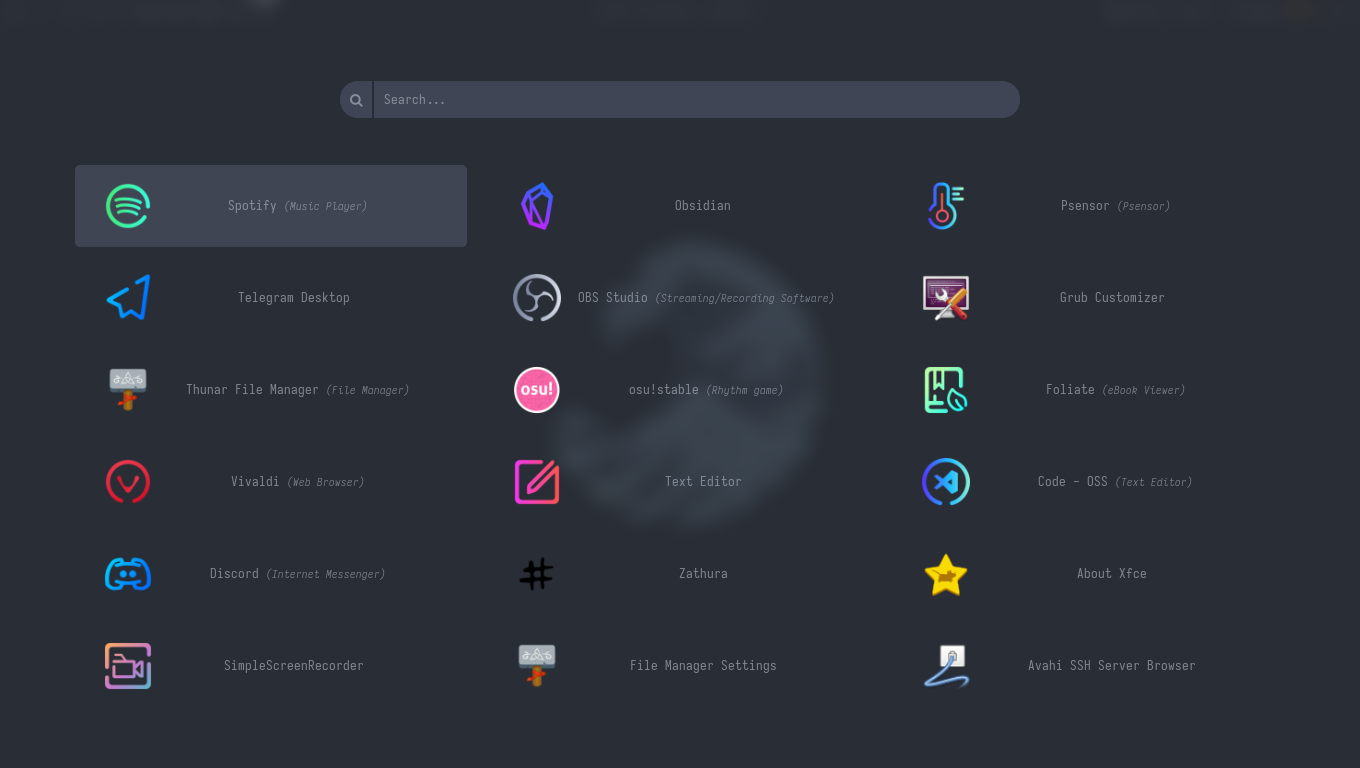 Search...
Spotify (Music Player)
Obsidian
Psensor (Psensor)
Telegram Desktop
OBS Studio (Streaming/Recording Software)
Grub Customizer
Thunar File Manager (File Manager)
osu!
osu!stable (Rhythm game)
Foliate (eBook Viewer)
Vivaldi (Web Browser)
Text Editor
Code - OSS (Text Editor)
Discord (Internet Messenger)
Zathura
About Xfce
SimpleScreenRecorder
File Manager Settings
Avahi SSH Server Browser